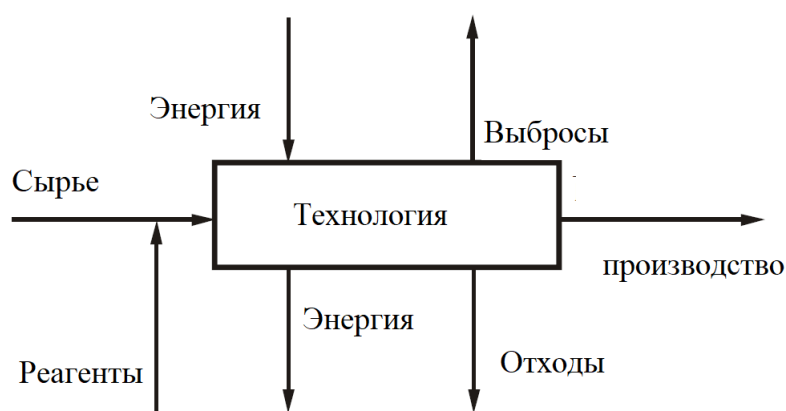 Энергия
Выбросы
Сырье
Технология
производство
Энергия
Отходы
Реагенты